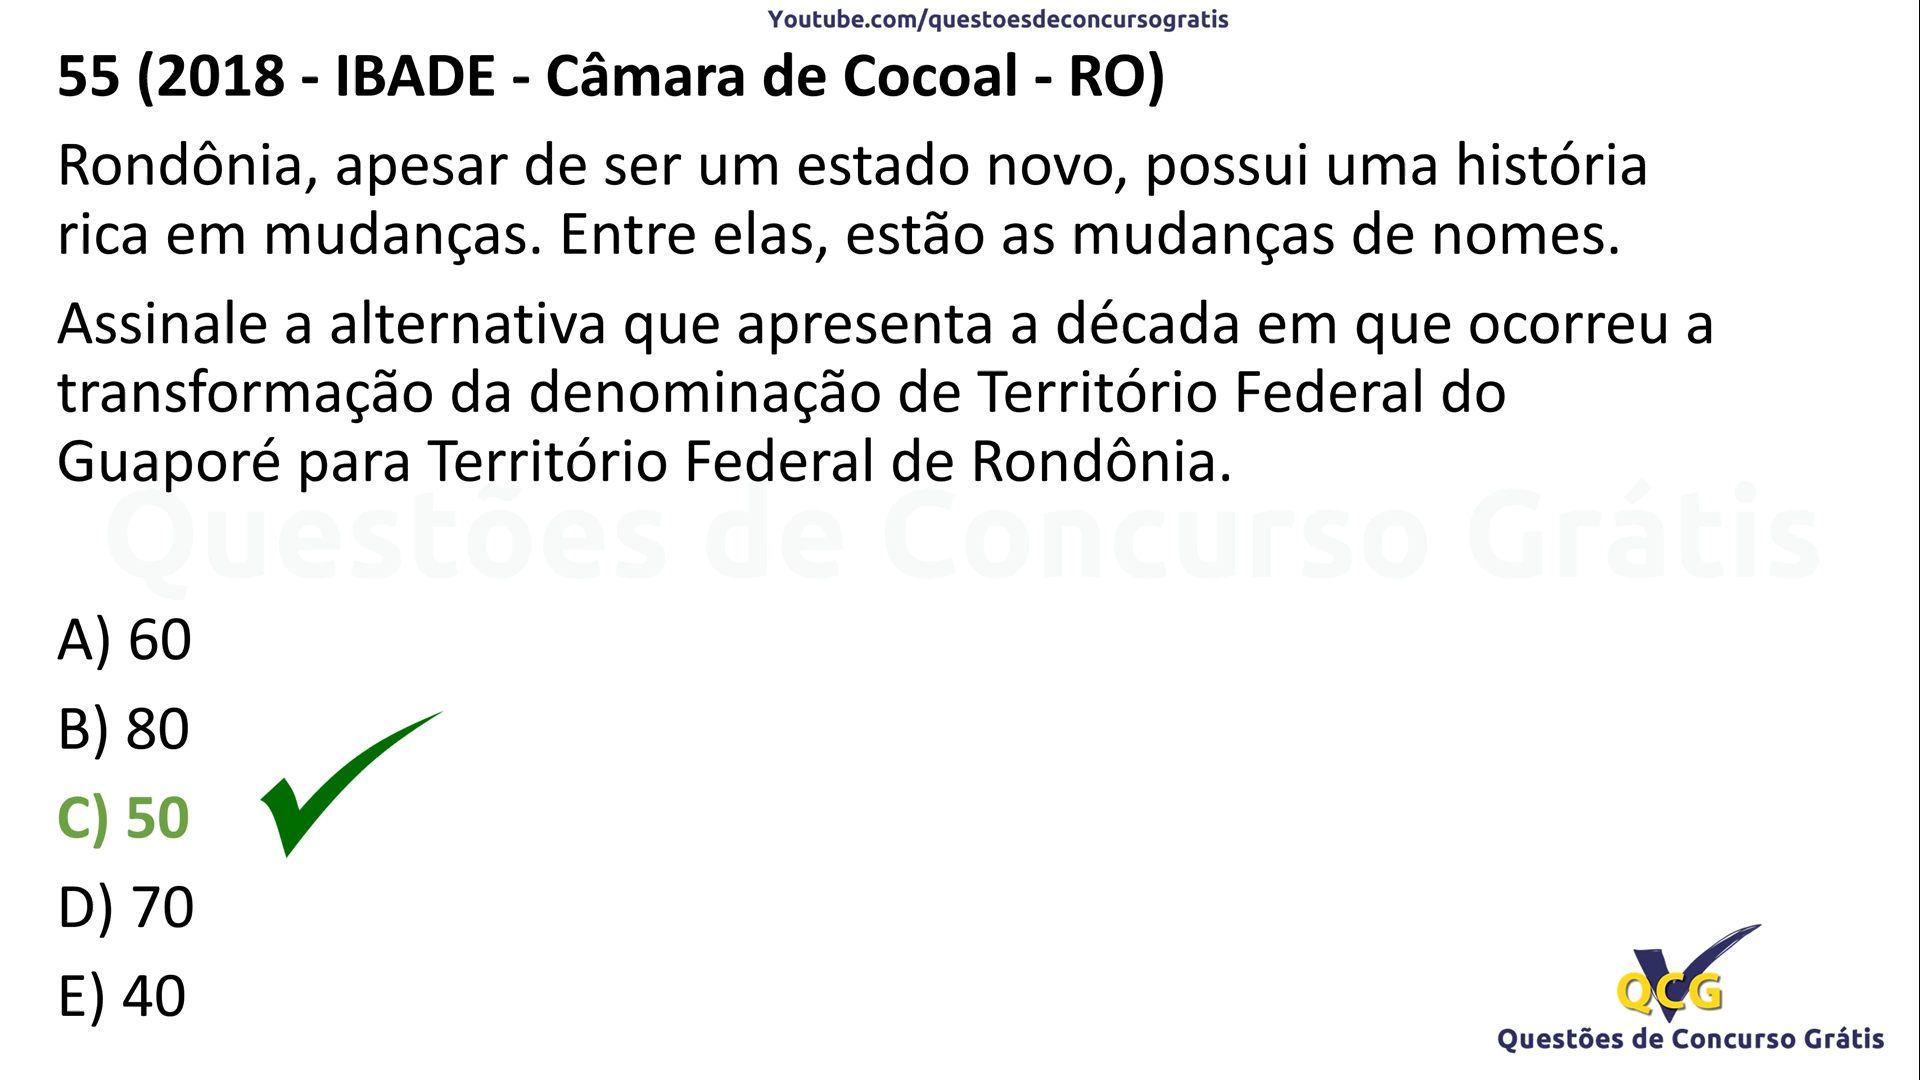 Youtube.com/questoesdeconcursogratis
55 (2018 - IBADE - Câmara de Cocoal - RO)
Rondônia, apesar de ser um estado novo, possui uma história
rica em mudanças. Entre elas, estão as mudanças de nomes.
Assinale a alternativa que apresenta a década em que ocorreu a
transformação da denominação de Território Federal do
Guaporé para Território Federal de Rondônia.
Questões de Concurso Grátis
A) 60
B) 80
C) 50
D) 70
E) 40
QCG
Questões de Concurso Grátis